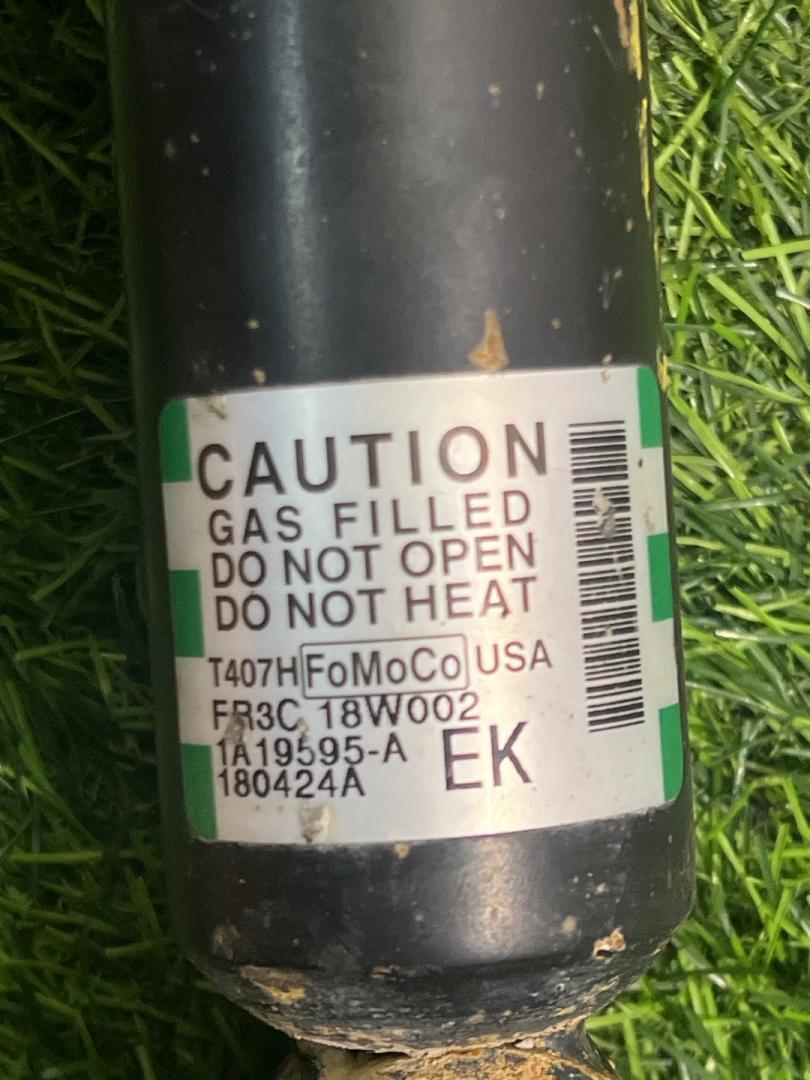 CAUTION
GAS FILLED
DO NOT OPEN
DO NOT HEAT
T407H FoMoCo USA
FR3C 18W002
1A19595-A EK
180424A